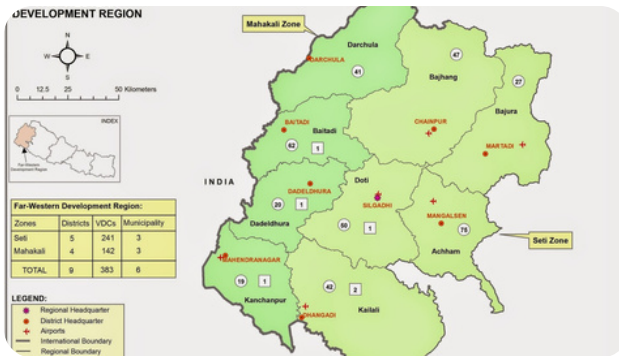 DEVELOPMENT REGION
N
W E
S
0 12.5 25 50 Kilometers
INDEX
Far-Western
Development Region
INDIA
Far-Western Development Region:
Zones Districts VDCs Municipality
Seti 5 241 3
Mahakali 4 142 3
TOTAL 9 383 6
LEGEND:
Regional Headquarter
District Headquarter
Airports
International Boundary
Regional Boundary
Mahakali Zone
Darchula
DARCHULA
41
47
Bajhang
27
Bajura
BAITADI
Baitadi
62 1
CHAINPUR
MARTADI
DADELDHURA
20 1
Dadeldhura
Doti
SILGADHI
50 1
MANGALSEN
75
Achham
Seti Zone
MAHENDRANAGAR
19 1
Kanchanpur
42 2
Kailali
DHANGADI